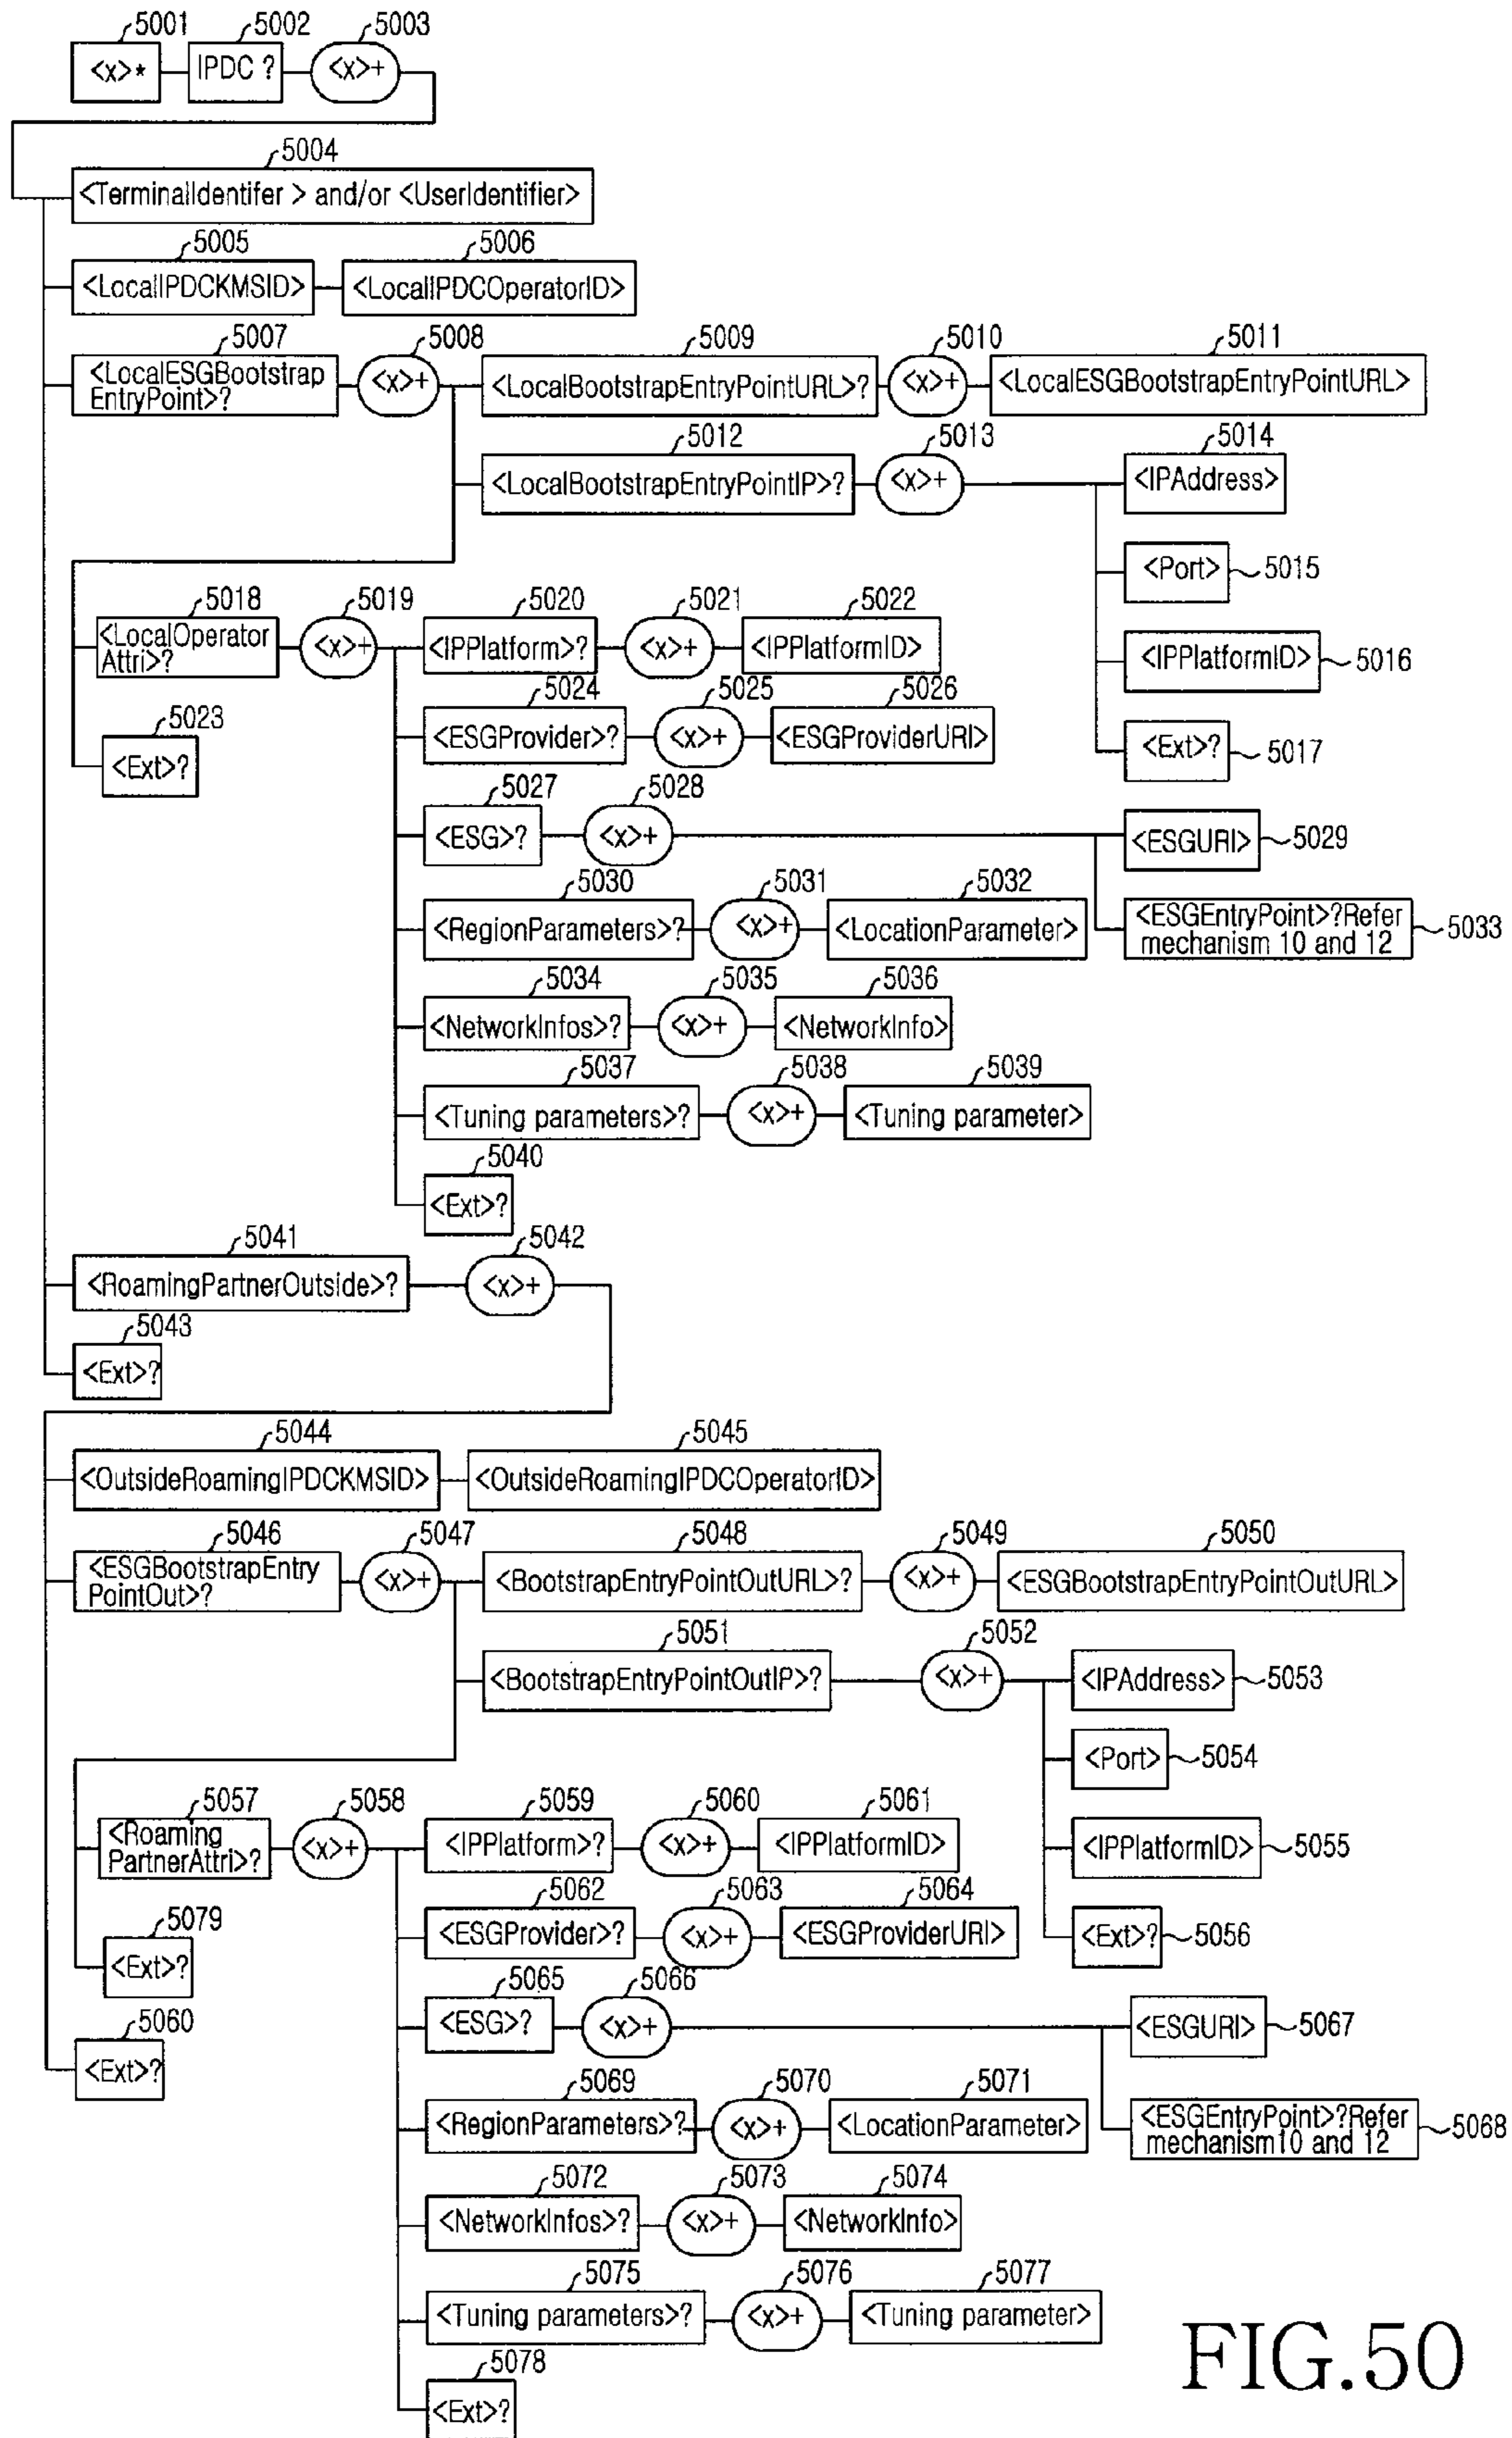 5001 5002 5003
<x>* IPDC ? <x>+
5004
<TerminalIdentifer > and/or <UserIdentifier>
5005 5006
<LocalIPDCKMSID> <LocalIPDCOperatorID>
5007 5008 5009 5010 5011
<LocalESGBootstrap
EntryPoint>? <x>+ <LocalBootstrapEntryPointURL>? <x>+ <LocalESGBootstrapEntryPointURL>
5012 5013 5014
<LocalBootstrapEntryPointIP>? <x>+ <IPAddress>
<Port> 5015
5018 5019 5020 5021 5022
<LocalOperator
Attri>? <x>+ <IPPlatform>? <x>+ <IPPlatformID> <IPPlatformID> 5016
5023 5024 5025 5026
<Ext>? <ESGProvider>? <x>+ <ESGProviderURI> <Ext>? 5017
5027 5028
<ESG>? <x>+ <ESGURI> 5029
5030 5031 5032
<RegionParameters>? <x>+ <LocationParameter> <ESGEntryPoint>?Refer
mechanism 10 and 12 5033
5034 5035 5036
<NetworkInfos>? <x>+ <NetworkInfo>
5037 5038 5039
<Tuning parameters>? <x>+ <Tuning parameter>
5040
<Ext>?
5041 5042
<RoamingPartnerOutside>? <x>+
5043
<Ext>?
5044 5045
<OutsideRoamingIPDCKMSID> <OutsideRoamingIPDCOperatorID>
5046 5047 5048 5049 5050
<ESGBootstrapEntry
PointOut>? <x>+ <BootstrapEntryPointOutURL>? <x>+ <ESGBootstrapEntryPointOutURL>
5051 5052
<BootstrapEntryPointOutIP>? <x>+ <IPAddress> 5053
<Port> 5054
5057 5058 5059 5060 5061
<Roaming
PartnerAttri>? <x>+ <IPPlatform>? <x>+ <IPPlatformID> <IPPlatformID> 5055
5079 5062 5063 5064
<Ext>? <ESGProvider>? <x>+ <ESGProviderURI> <Ext>? 5056
5060 5065 5066
<Ext>? <ESG>? <x>+ <ESGURI> 5067
5069 5070 5071
<RegionParameters>? <x>+ <LocationParameter> <ESGEntryPoint>?Refer
mechanism10 and 12 5068
5072 5073 5074
<NetworkInfos>? <x>+ <NetworkInfo>
5075 5076 5077
<Tuning parameters>? <x>+ <Tuning parameter>
5078
<Ext>?
FIG.50